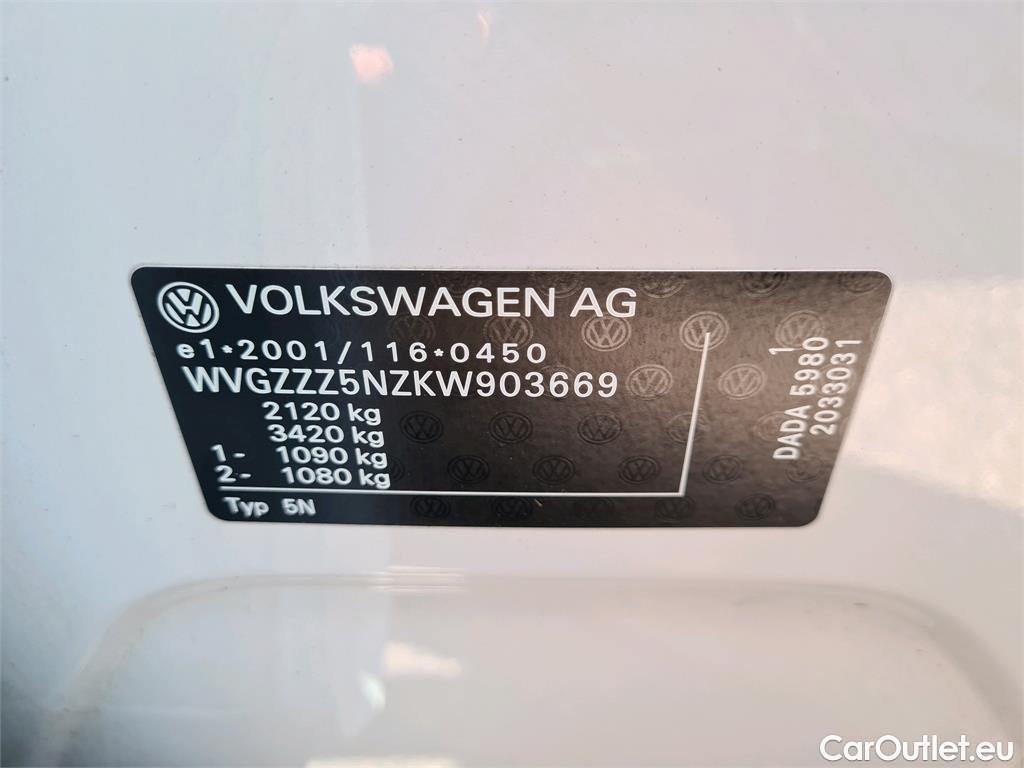 VOLKSWAGEN AG
e1*2001/116*0450
WVGZZZ5NZKW903669
2120 kg
3420 kg
1- 1090 kg
2- 1080 kg
Typ 5N
1
DADA 5980
2033031
CarOutlet.eu